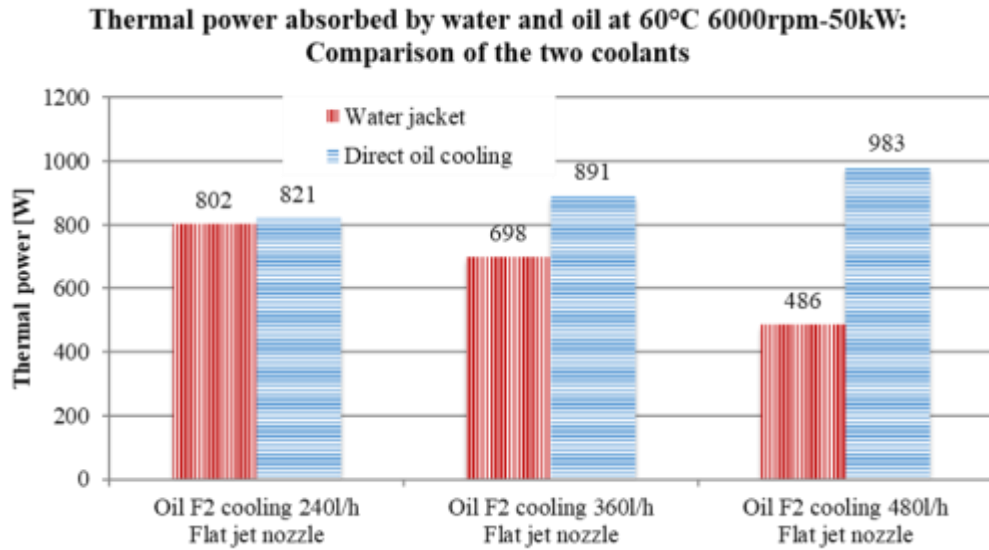 Thermal power absorbed by water and oil at 60°C 6000rpm-50kW:
Comparison of the two coolants
1200
1000
800
600
400
200
0
Thermal power [W]
Water jacket
Direct oil cooling
802
821
698
891
486
983
Oil F2 cooling 240l/h
Flat jet nozzle
Oil F2 cooling 360l/h
Flat jet nozzle
Oil F2 cooling 480l/h
Flat jet nozzle